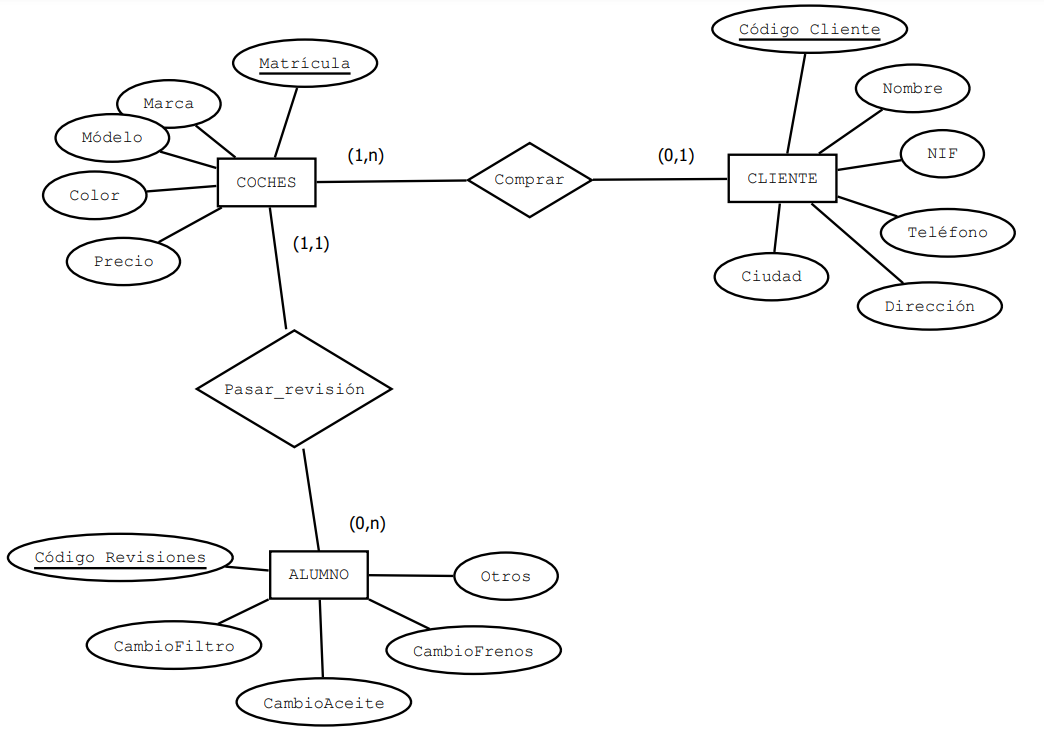 Código Cliente
Matrícula
Nombre
Marca
Módelo
(1,n)
(0,1)
NIF
COCHES
Comprar
CLIENTE
Color
Teléfono
(1,1)
Precio
Ciudad
Dirección
Pasar_revisión
(0,n)
Código Revisiones
ALUMNO
Otros
CambioFiltro
CambioFrenos
CambioAceite